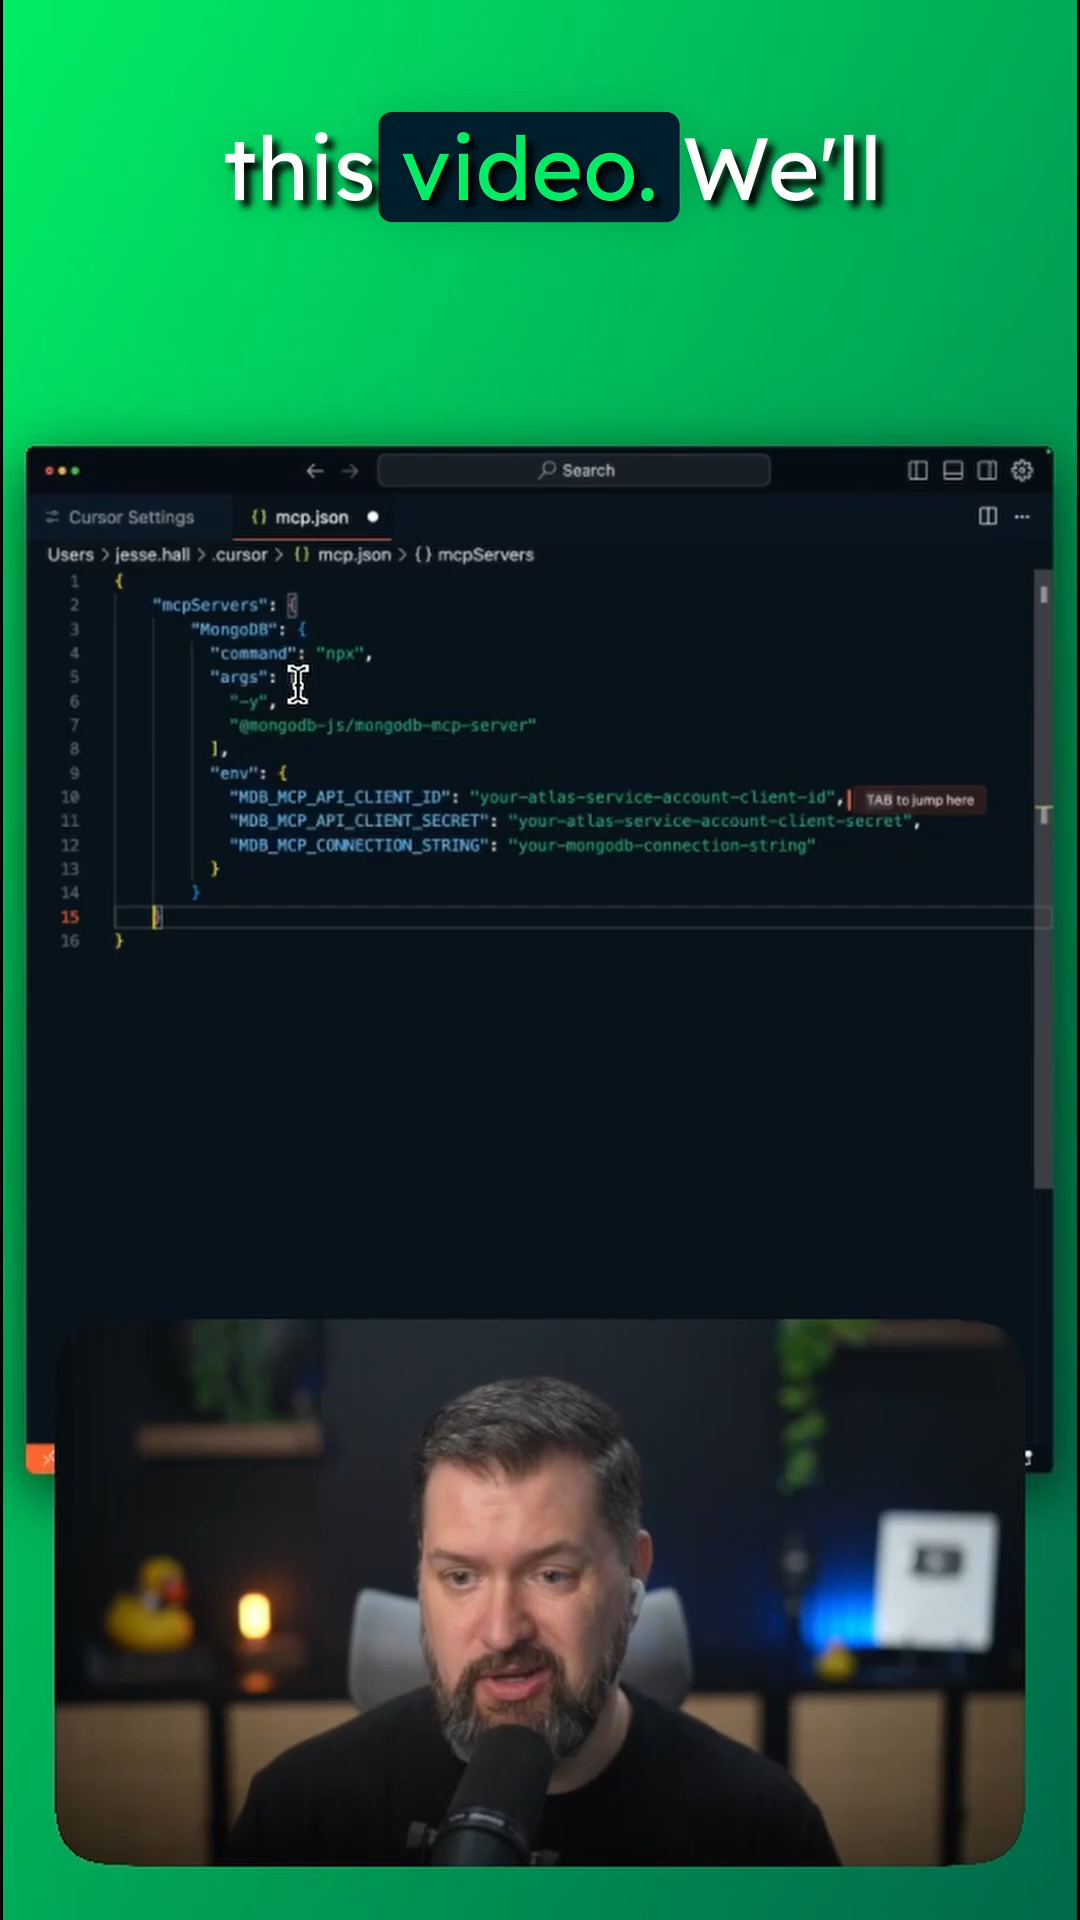 this video. We'll
Search
Cursor Settings
{} mcp.json
Users > jesse.hall > .cursor > {} mcp.json > {} mcpServers
1 {
2 "mcpServers": {
3 "MongoDB": {
4 "command": "npx",
5 "args":
6 "-y",
7 "@mongodb-js/mongodb-mcp-server"
8 ],
9 "env": {
10 "MDB_MCP_API_CLIENT_ID": "your-atlas-service-account-client-id", TAB to jump here
11 "MDB_MCP_API_CLIENT_SECRET": "your-atlas-service-account-client-secret",
12 "MDB_MCP_CONNECTION_STRING": "your-mongodb-connection-string"
13 }
14 }
15 }
16 }